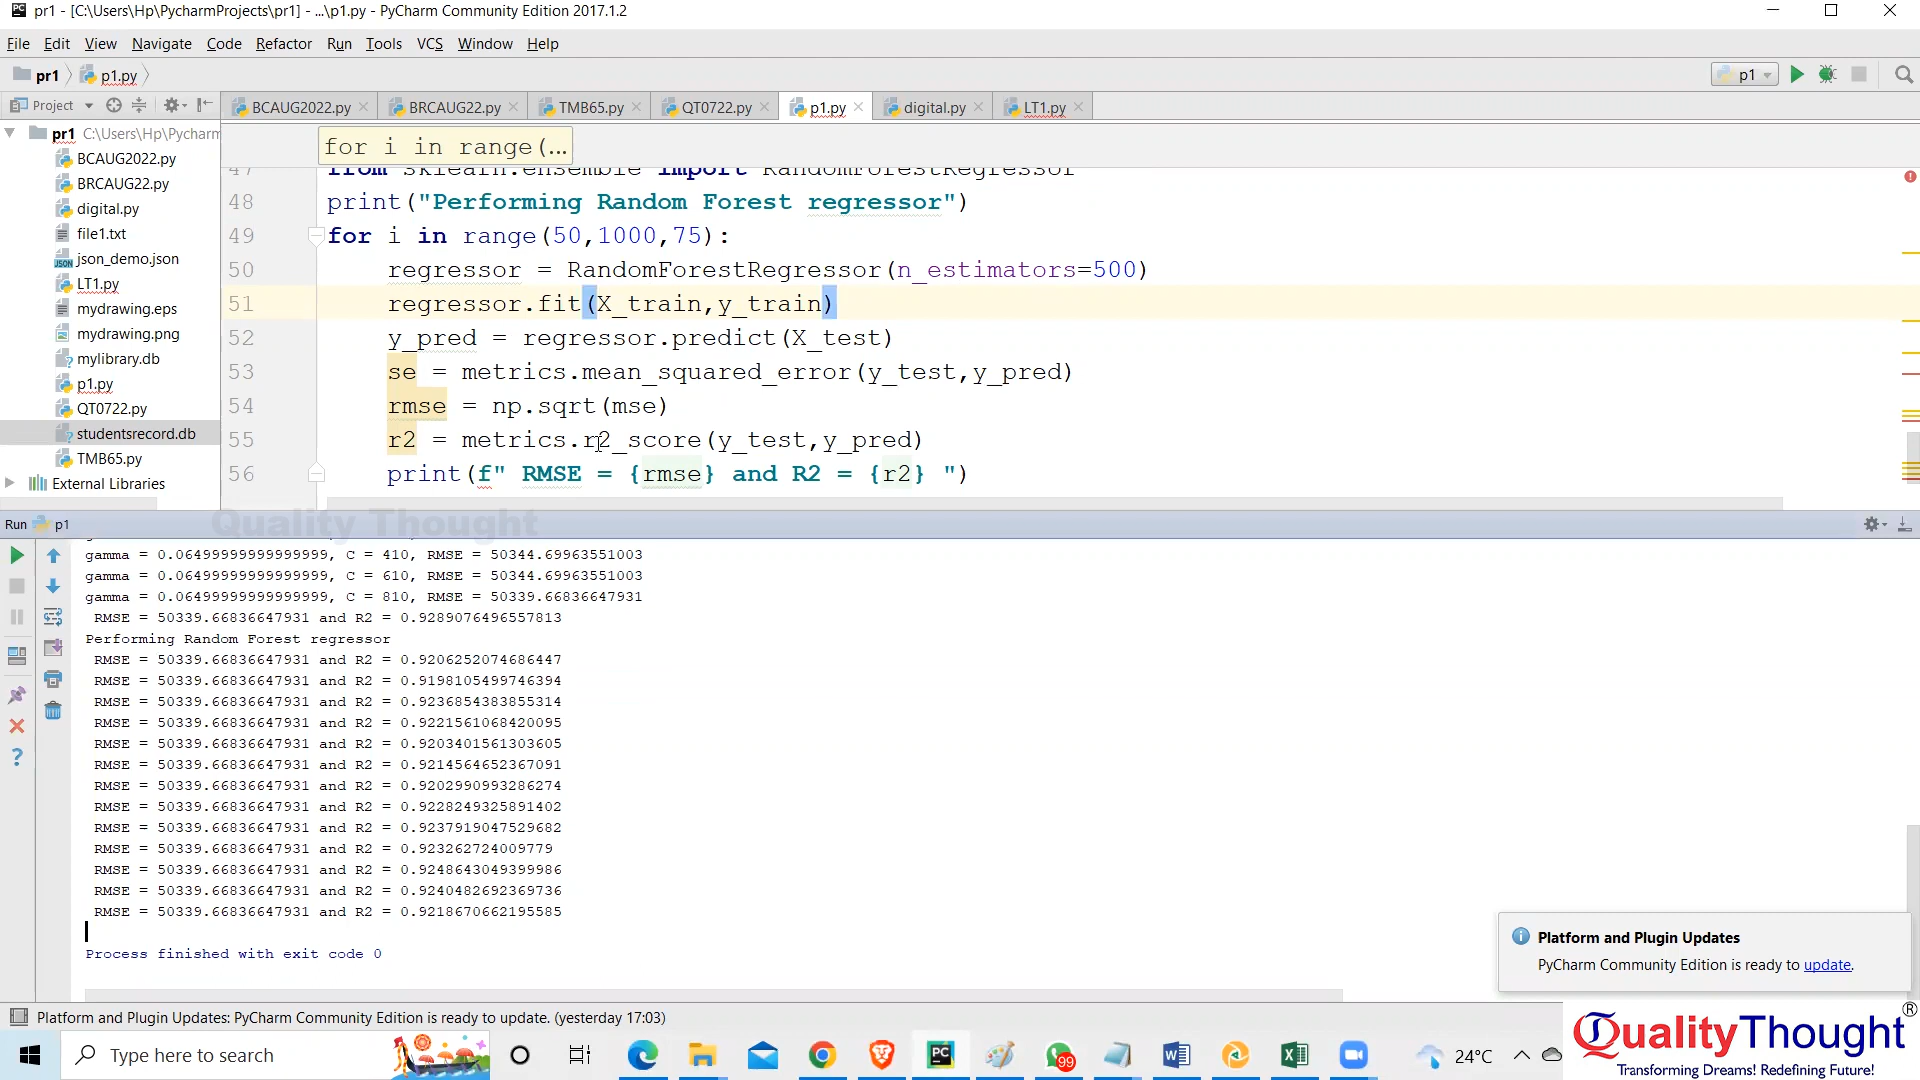 pr1 - [C:\Users\Hp\PycharmProjects\pr1] - ...\p1.py - PyCharm Community Edition 2017.1.2
File Edit View Navigate Code Refactor Run Tools VCS Window Help
pr1 p1.py p1
Project BCAUG2022.py BRCAUG22.py TMB65.py QT0722.py p1.py digital.py LT1.py
pr1 C:\Users\Hp\Pycharm
BCAUG2022.py
BRCAUG22.py
digital.py
file1.txt
json_demo.json
LT1.py
mydrawing.eps
mydrawing.png
mylibrary.db
p1.py
QT0722.py
studentsrecord.db
TMB65.py
External Libraries
for i in range(...
47 from sklearn.ensemble import RandomForestRegressor
48 print("Performing Random Forest regressor")
49 for i in range(50,1000,75):
50 regressor = RandomForestRegressor(n_estimators=500)
51 regressor.fit(X_train,y_train)
52 y_pred = regressor.predict(X_test)
53 se = metrics.mean_squared_error(y_test,y_pred)
54 rmse = np.sqrt(mse)
55 r2 = metrics.r2_score(y_test,y_pred)
56 print(f" RMSE = {rmse} and R2 = {r2} ")
Quality Thought
Run p1
gamma = 0.06499999999999999, C = 410, RMSE = 50344.69963551003
gamma = 0.06499999999999999, C = 610, RMSE = 50344.69963551003
gamma = 0.06499999999999999, C = 810, RMSE = 50339.66836647931
RMSE = 50339.66836647931 and R2 = 0.9289076496557813
Performing Random Forest regressor
RMSE = 50339.66836647931 and R2 = 0.9206252074686447
RMSE = 50339.66836647931 and R2 = 0.9198105499746394
RMSE = 50339.66836647931 and R2 = 0.9236854383855314
RMSE = 50339.66836647931 and R2 = 0.9221561068420095
RMSE = 50339.66836647931 and R2 = 0.9203401561303605
RMSE = 50339.66836647931 and R2 = 0.9214564652367091
RMSE = 50339.66836647931 and R2 = 0.9202990993286274
RMSE = 50339.66836647931 and R2 = 0.9228249325891402
RMSE = 50339.66836647931 and R2 = 0.9237919047529682
RMSE = 50339.66836647931 and R2 = 0.923262724009779
RMSE = 50339.66836647931 and R2 = 0.9248643049399986
RMSE = 50339.66836647931 and R2 = 0.9240482692369736
RMSE = 50339.66836647931 and R2 = 0.9218670662195585
Process finished with exit code 0
Platform and Plugin Updates
PyCharm Community Edition is ready to update.
Platform and Plugin Updates: PyCharm Community Edition is ready to update. (yesterday 17:03)
Type here to search
99
24°C
QualityThought ®
Transforming Dreams! Redefining Future!